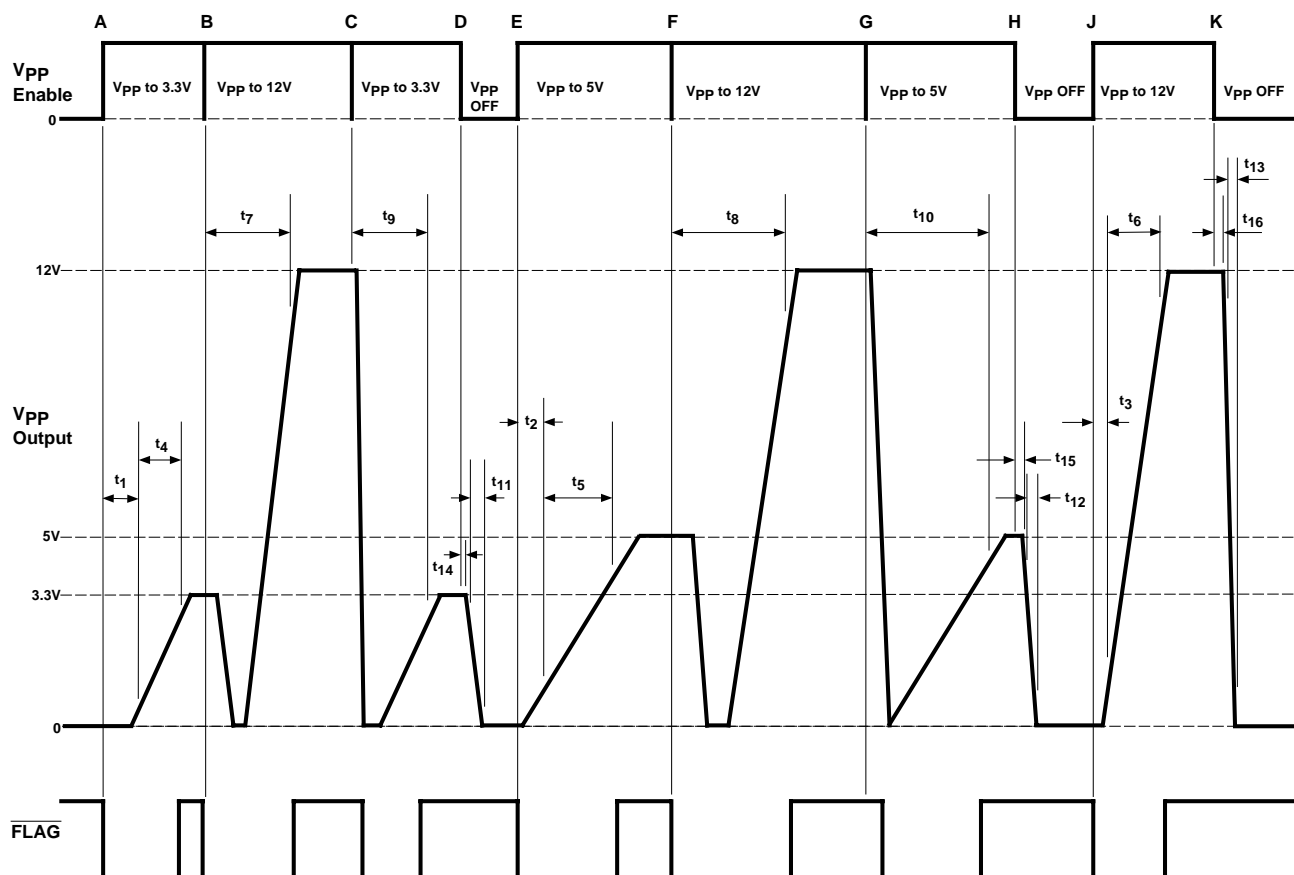 A B C D E F G H J K
VPP Enable
VPP to 3.3V
VPP to 12V
VPP to 3.3V
VPP OFF
VPP to 5V
VPP to 12V
VPP to 5V
VPP OFF
VPP to 12V
VPP OFF
0
t13
t7
t9
t8
t10
t6
t16
12V
VPP Output
t2
t3
t4
t15
t1
t11
t5
t12
5V
t14
3.3V
0
FLAG